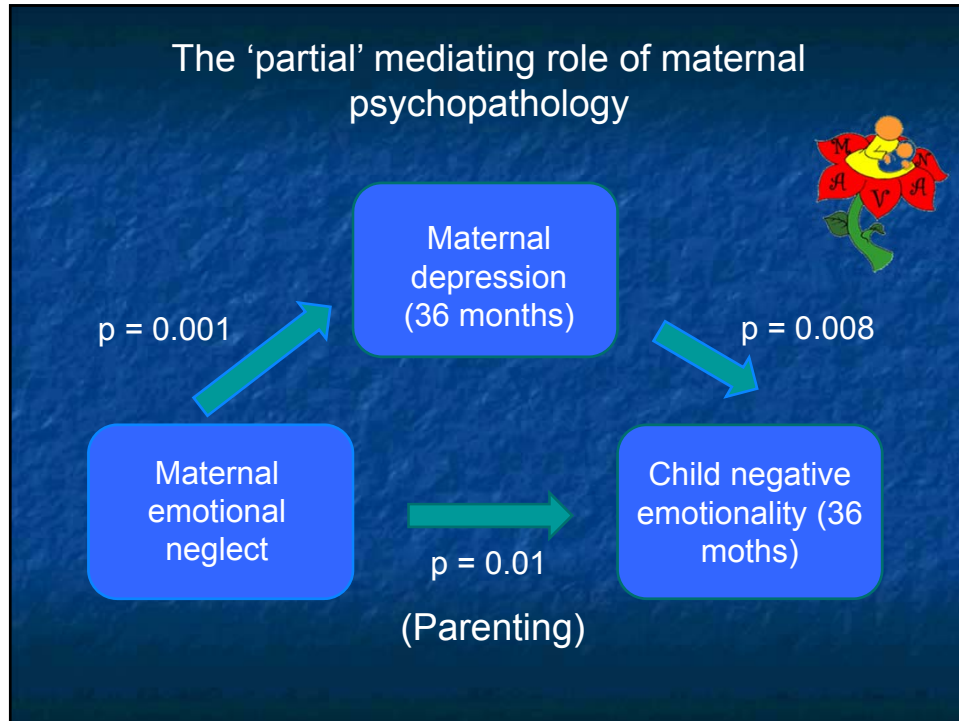 The ‘partial’ mediating role of maternal
psychopathology
M
A
V
A
N
Maternal
depression
(36 months)
p = 0.001
p = 0.008
Maternal
emotional
neglect
Child negative
emotionality (36
moths)
p = 0.01
(Parenting)